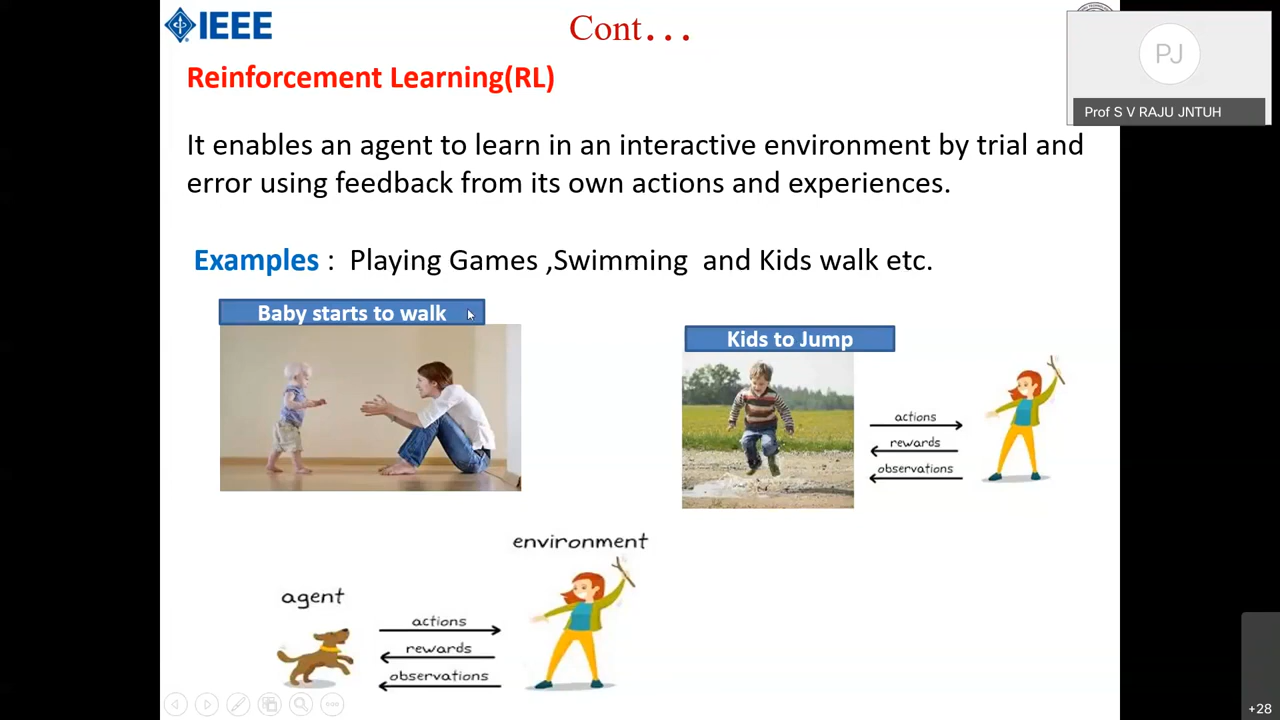 IEEE
Cont...
PJ
Prof S V RAJU JNTUH
Reinforcement Learning(RL)
It enables an agent to learn in an interactive environment by trial and
error using feedback from its own actions and experiences.
Examples : Playing Games ,Swimming and Kids walk etc.
Baby starts to walk
Kids to Jump
actions
rewards
observations
environment
agent
actions
rewards
observations
+28